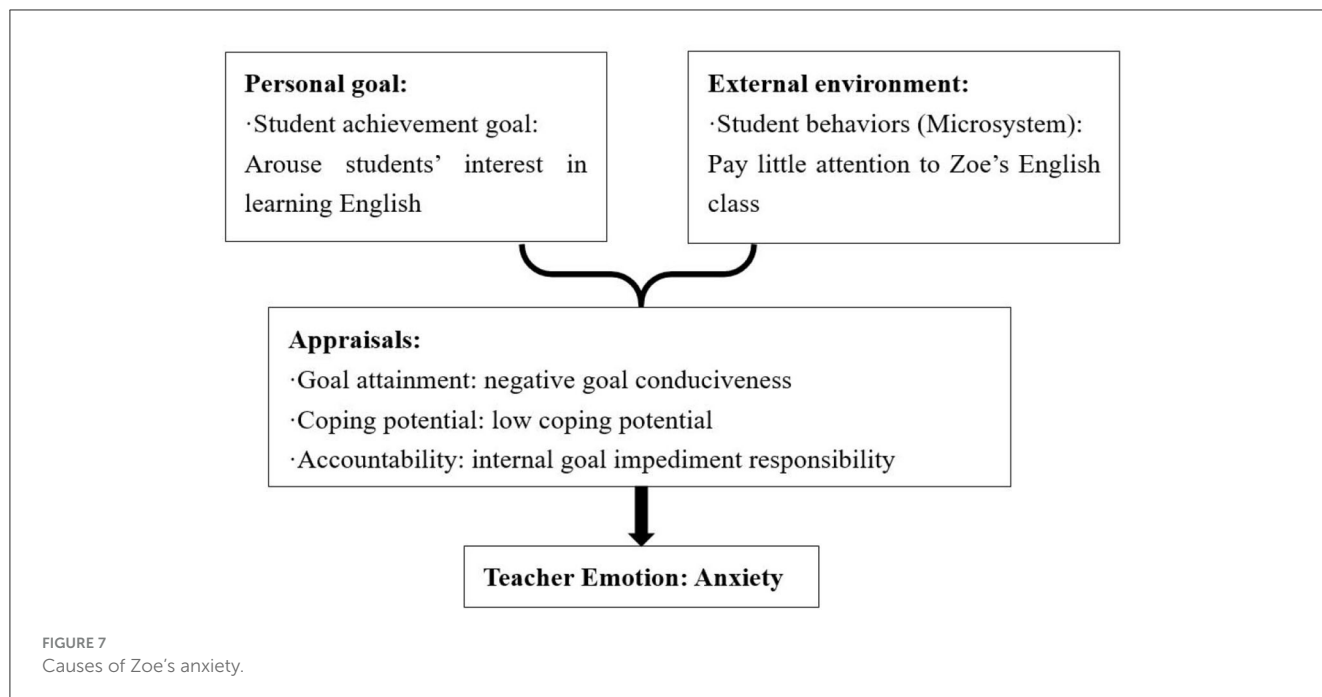 Personal goal:
·Student achievement goal:
Arouse students’ interest in
learning English
External environment:
·Student behaviors (Microsystem):
Pay little attention to Zoe’s English
class
Appraisals:
·Goal attainment: negative goal conduciveness
·Coping potential: low coping potential
·Accountability: internal goal impediment responsibility
Teacher Emotion: Anxiety
FIGURE 7
Causes of Zoe’s anxiety.